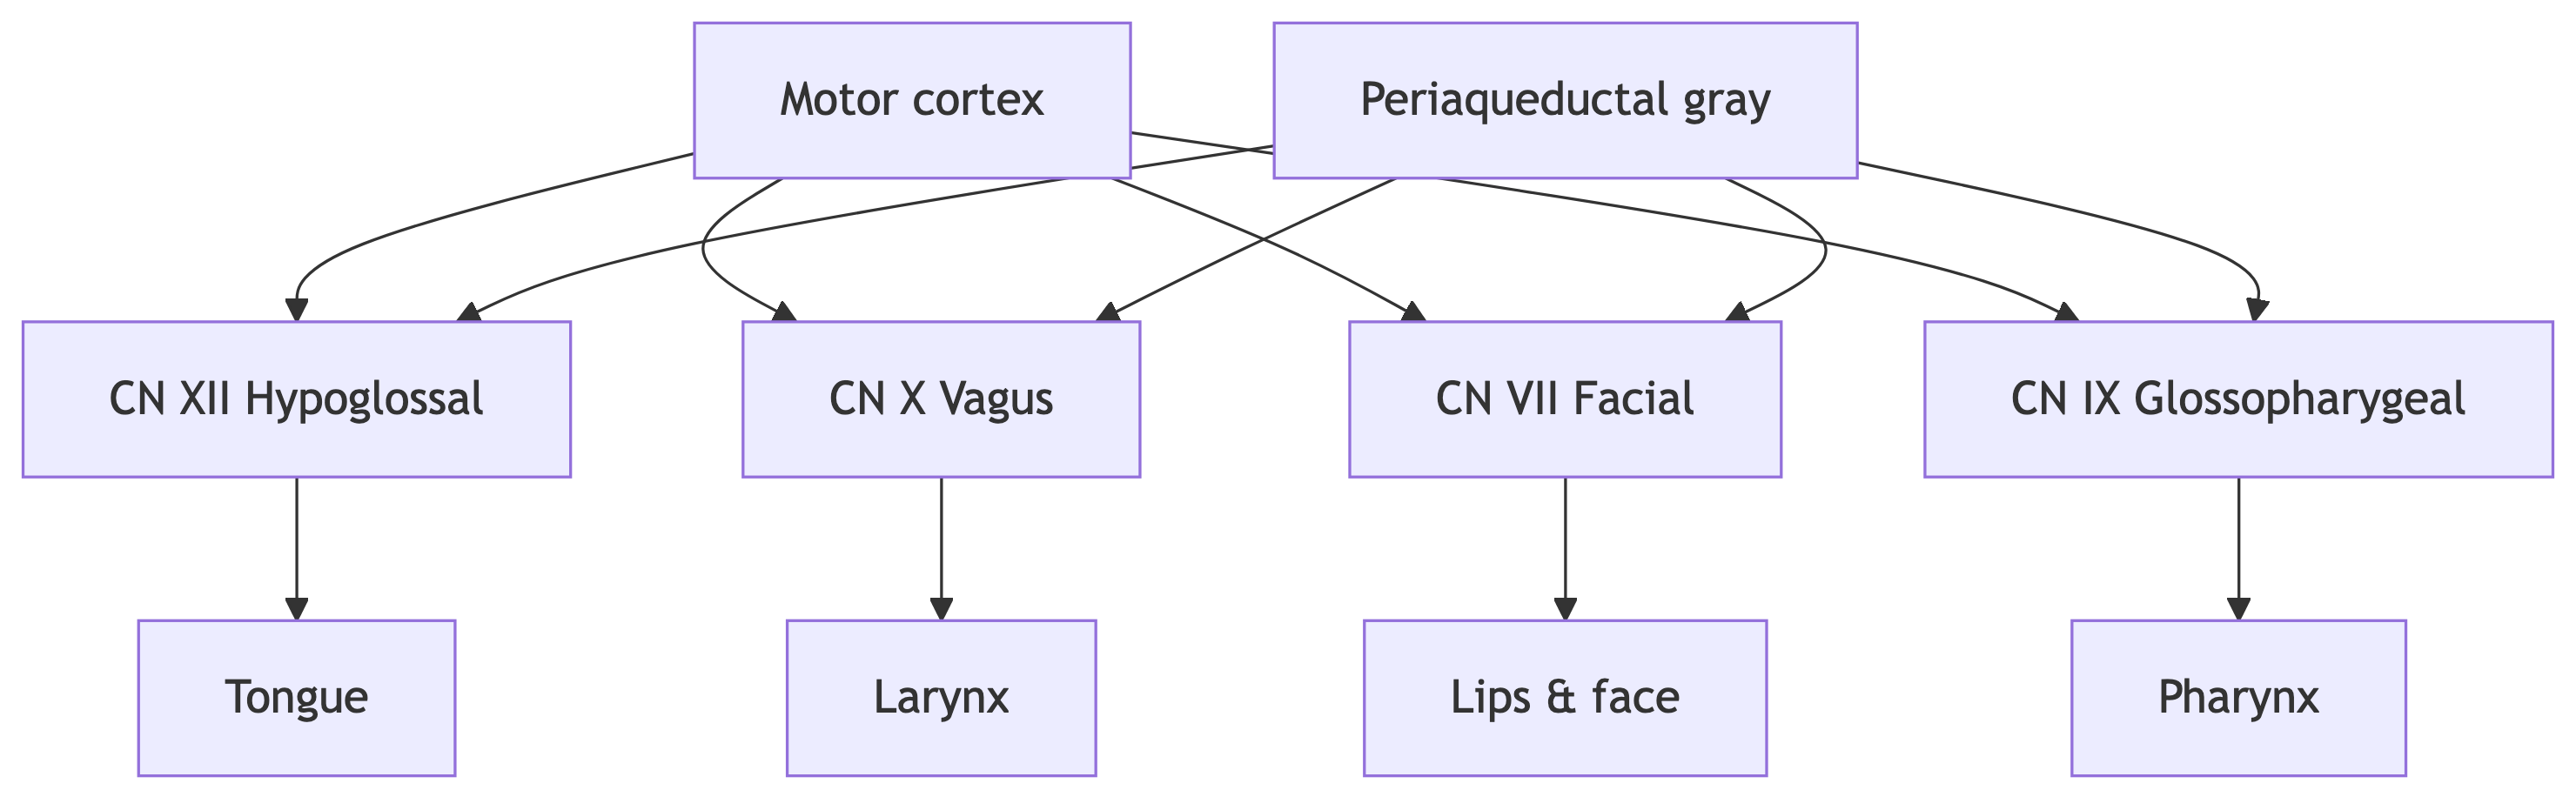 Motor cortex
Periaqueductal gray
CN XII Hypoglossal
CN X Vagus
CN VII Facial
CN IX Glossopharygeal
Tongue
Larynx
Lips & face
Pharynx